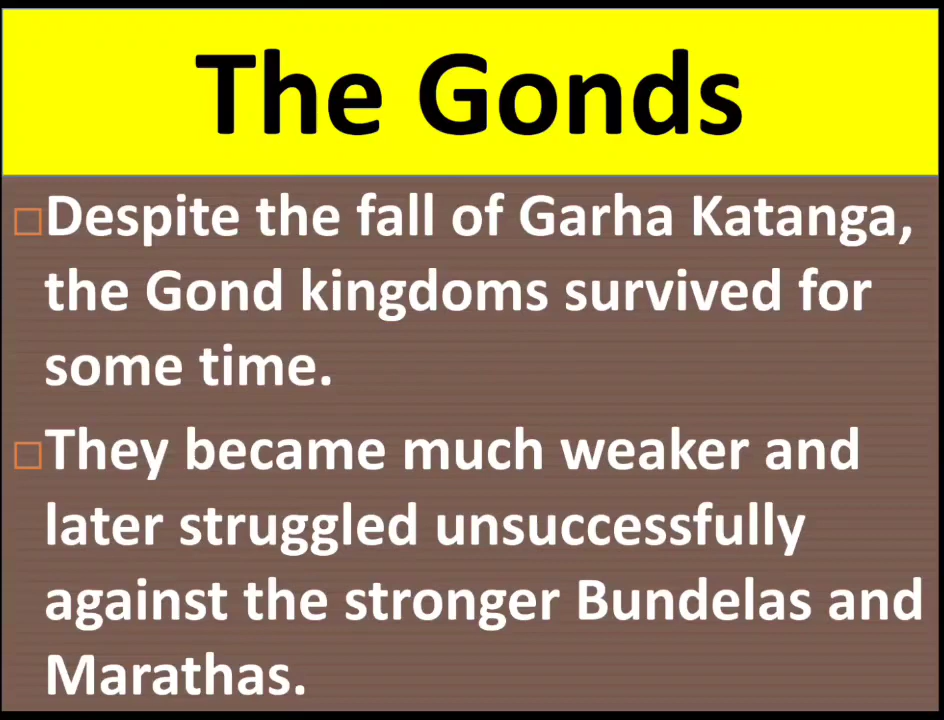 The Gonds
Despite the fall of Garha Katanga,
the Gond kingdoms survived for
some time.
They became much weaker and
later struggled unsuccessfully
against the stronger Bundelas and
Marathas.